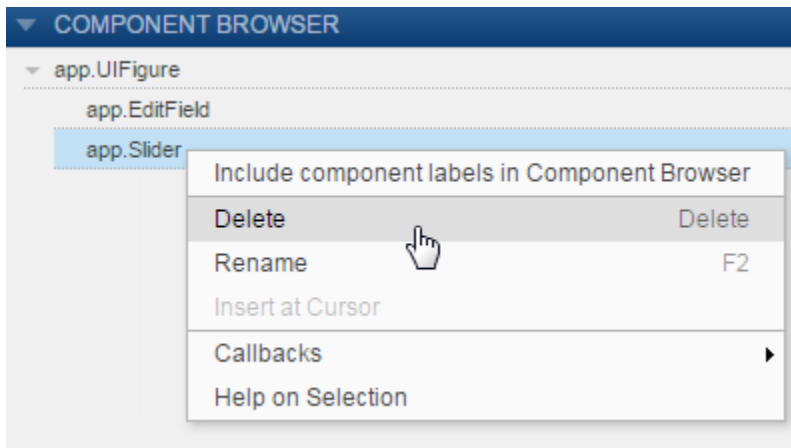 COMPONENT BROWSER
app.UIFigure
app.EditField
app.Slider
Include component labels in Component Browser
Delete Delete
Rename F2
Insert at Cursor
Callbacks
Help on Selection